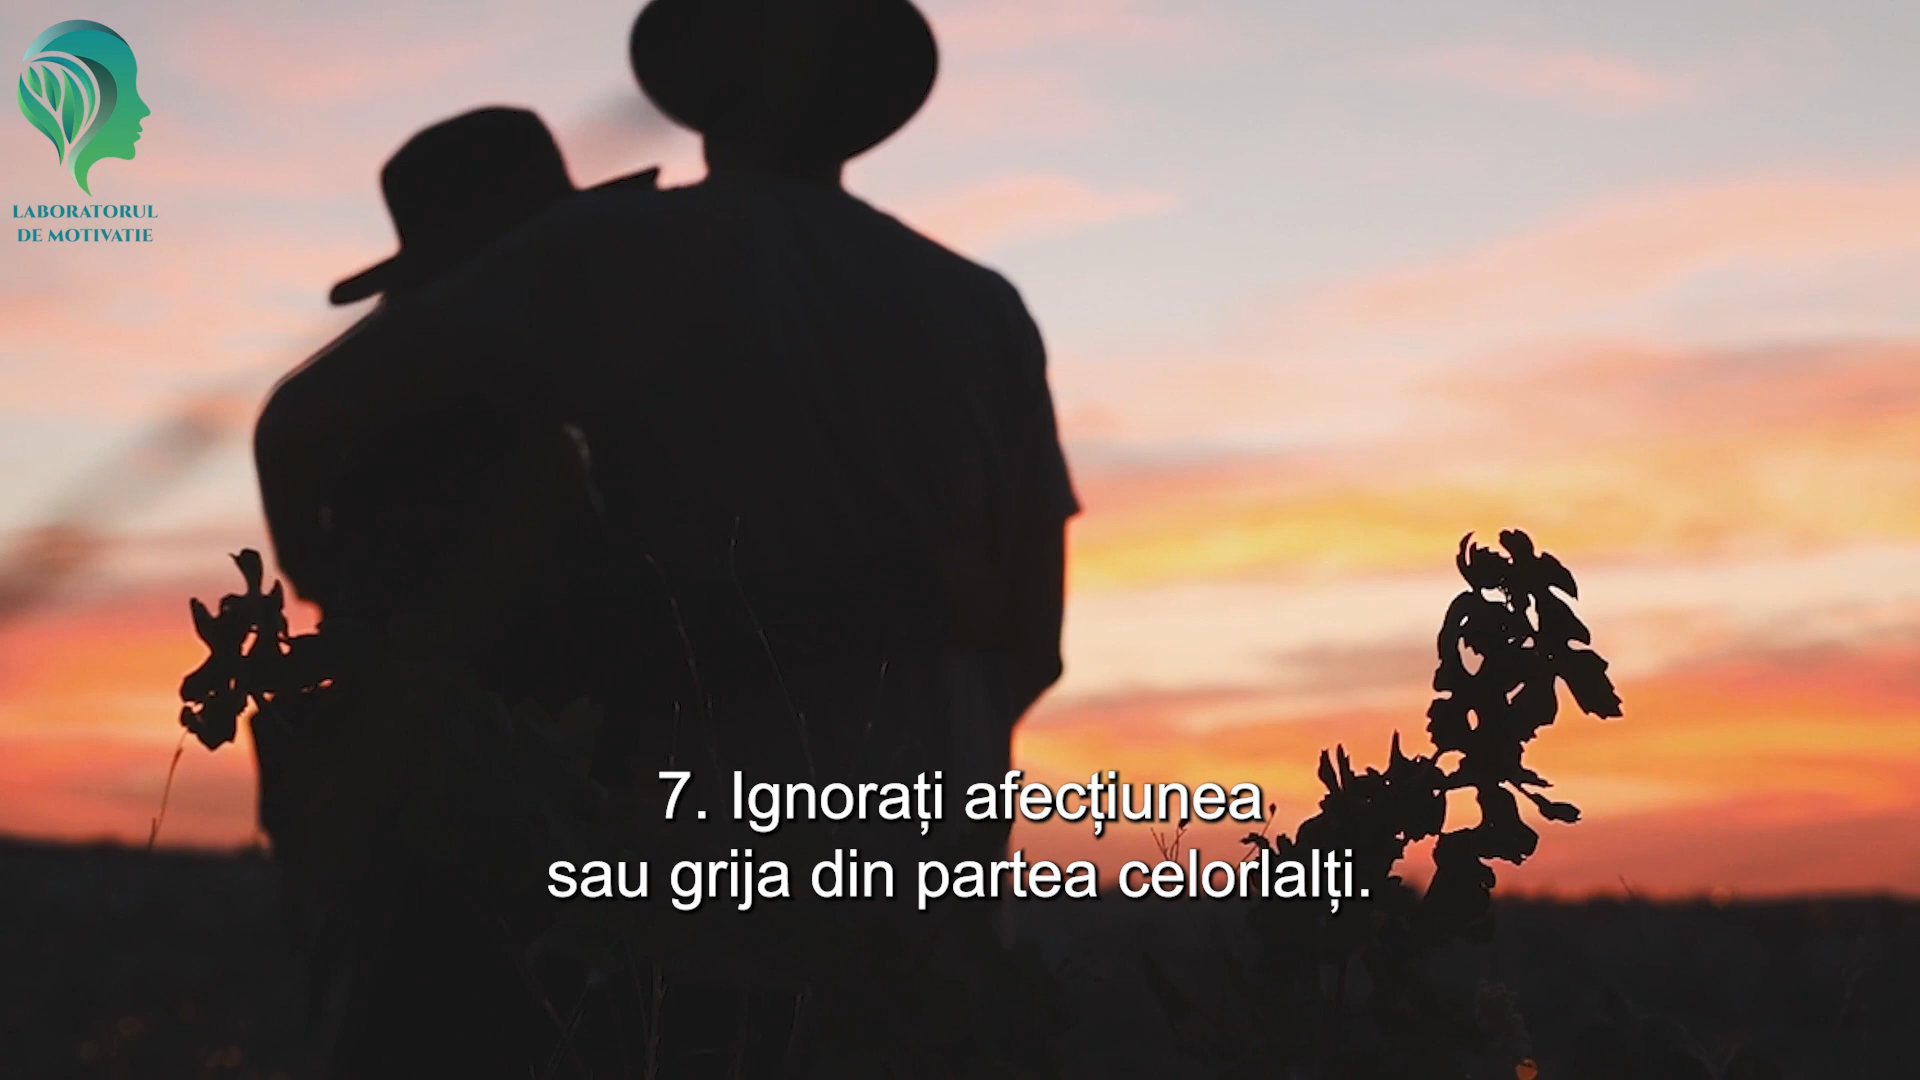 LABORATORUL
DE MOTIVATIE
7. Ignorați afecțiunea
sau grija din partea celorlalți.